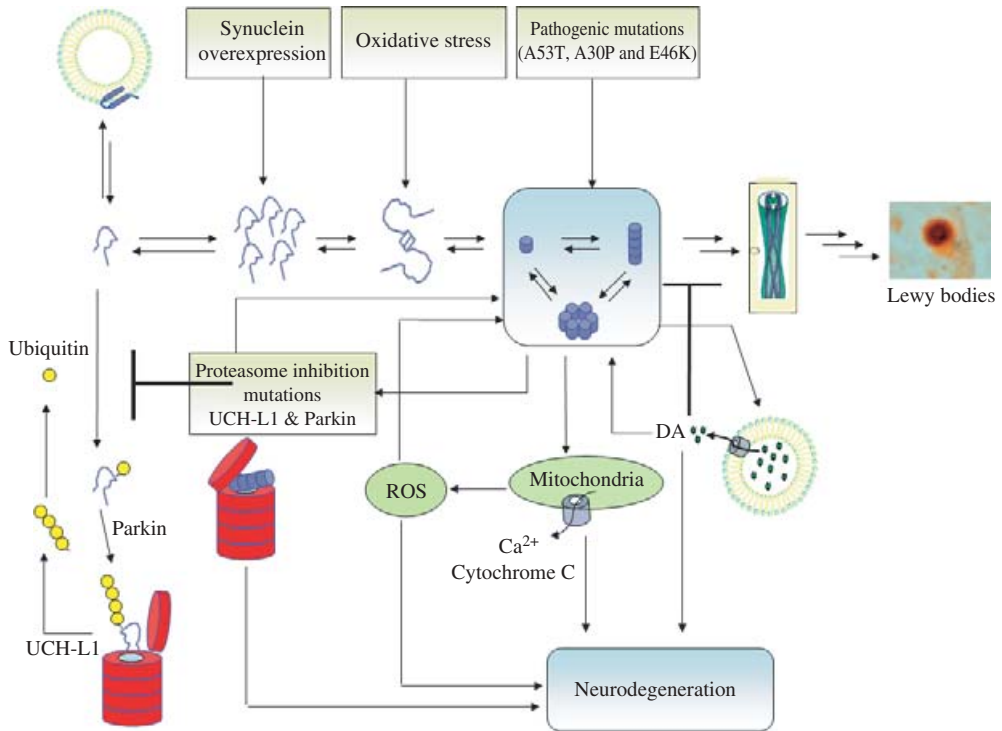 Synuclein
overexpression
Oxidative stress
Pathogenic mutations
(A53T, A30P and E46K)
Lewy bodies
Ubiquitin
Proteasome inhibition
mutations
UCH-L1 & Parkin
DA
ROS
Mitochondria
Parkin
Ca²⁺
Cytochrome C
UCH-L1
Neurodegeneration